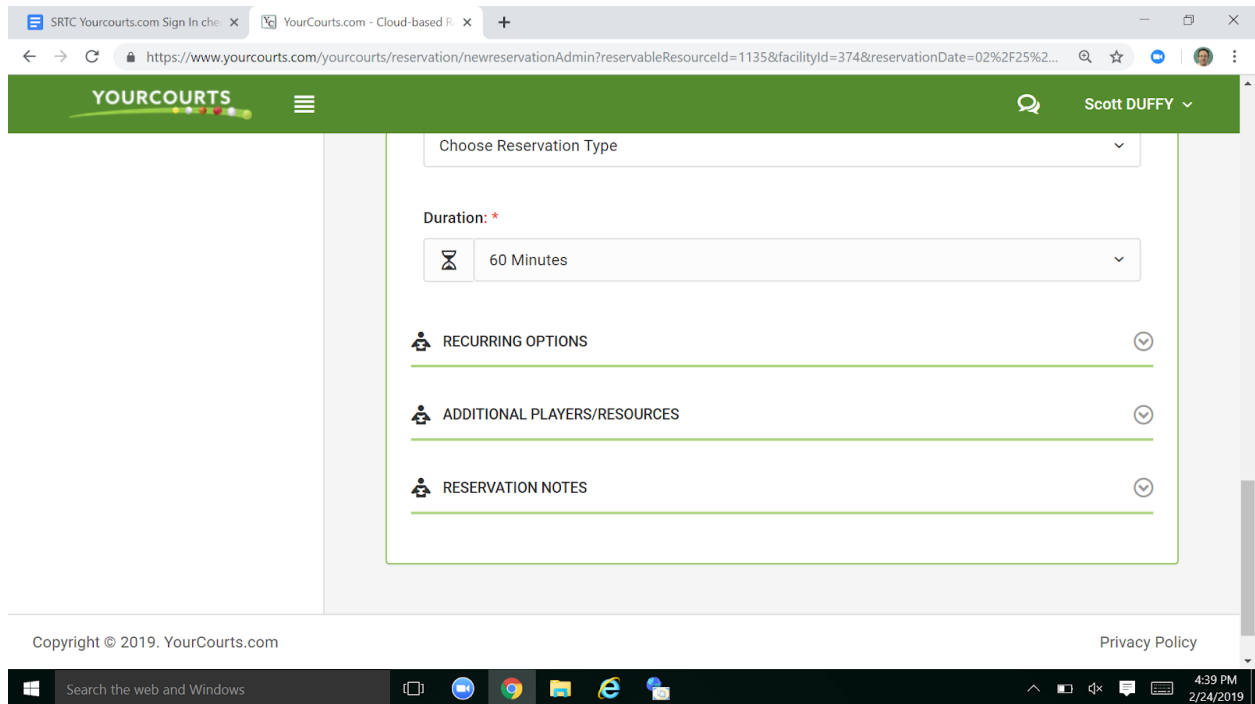 SRTC Yourcourts.com Sign In che
YourCourts.com - Cloud-based R
https://www.yourcourts.com/yourcourts/reservation/newreservationAdmin?reservableResourceId=1135&facilityId=374&reservationDate=02%2F25%2...
YOURCOURTS
Scott DUFFY
Choose Reservation Type
Duration: *
60 Minutes
RECURRING OPTIONS
ADDITIONAL PLAYERS/RESOURCES
RESERVATION NOTES
Copyright © 2019. YourCourts.com
Privacy Policy
Search the web and Windows
4:39 PM
2/24/2019